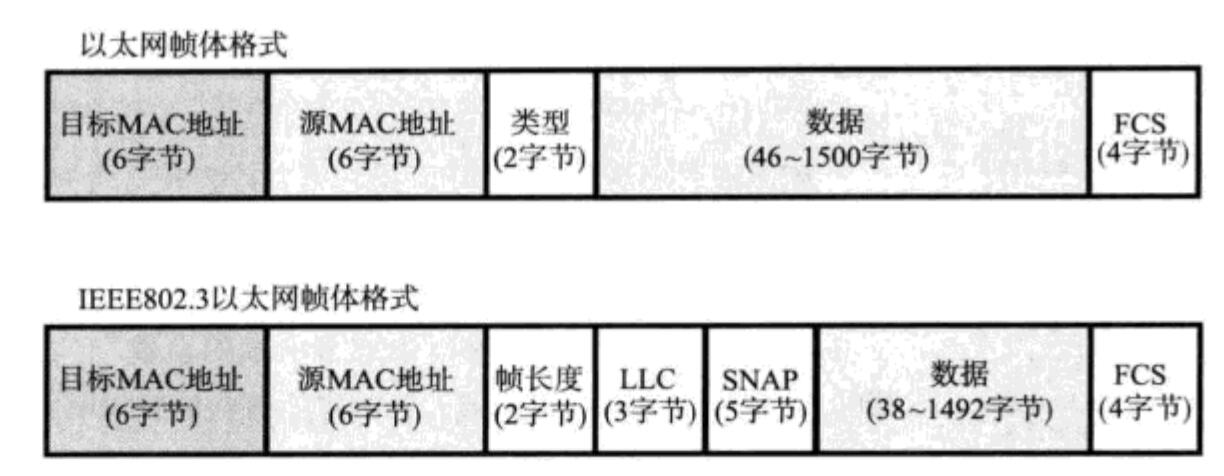 以太网帧体格式
目标MAC地址 源MAC地址 类型 数据 FCS
(6字节) (6字节) (2字节) (46~1500字节) (4字节)
IEEE802.3以太网帧体格式
目标MAC地址 源MAC地址 帧长度 LLC SNAP 数据 FCS
(6字节) (6字节) (2字节) (3字节) (5字节) (38~1492字节) (4字节)